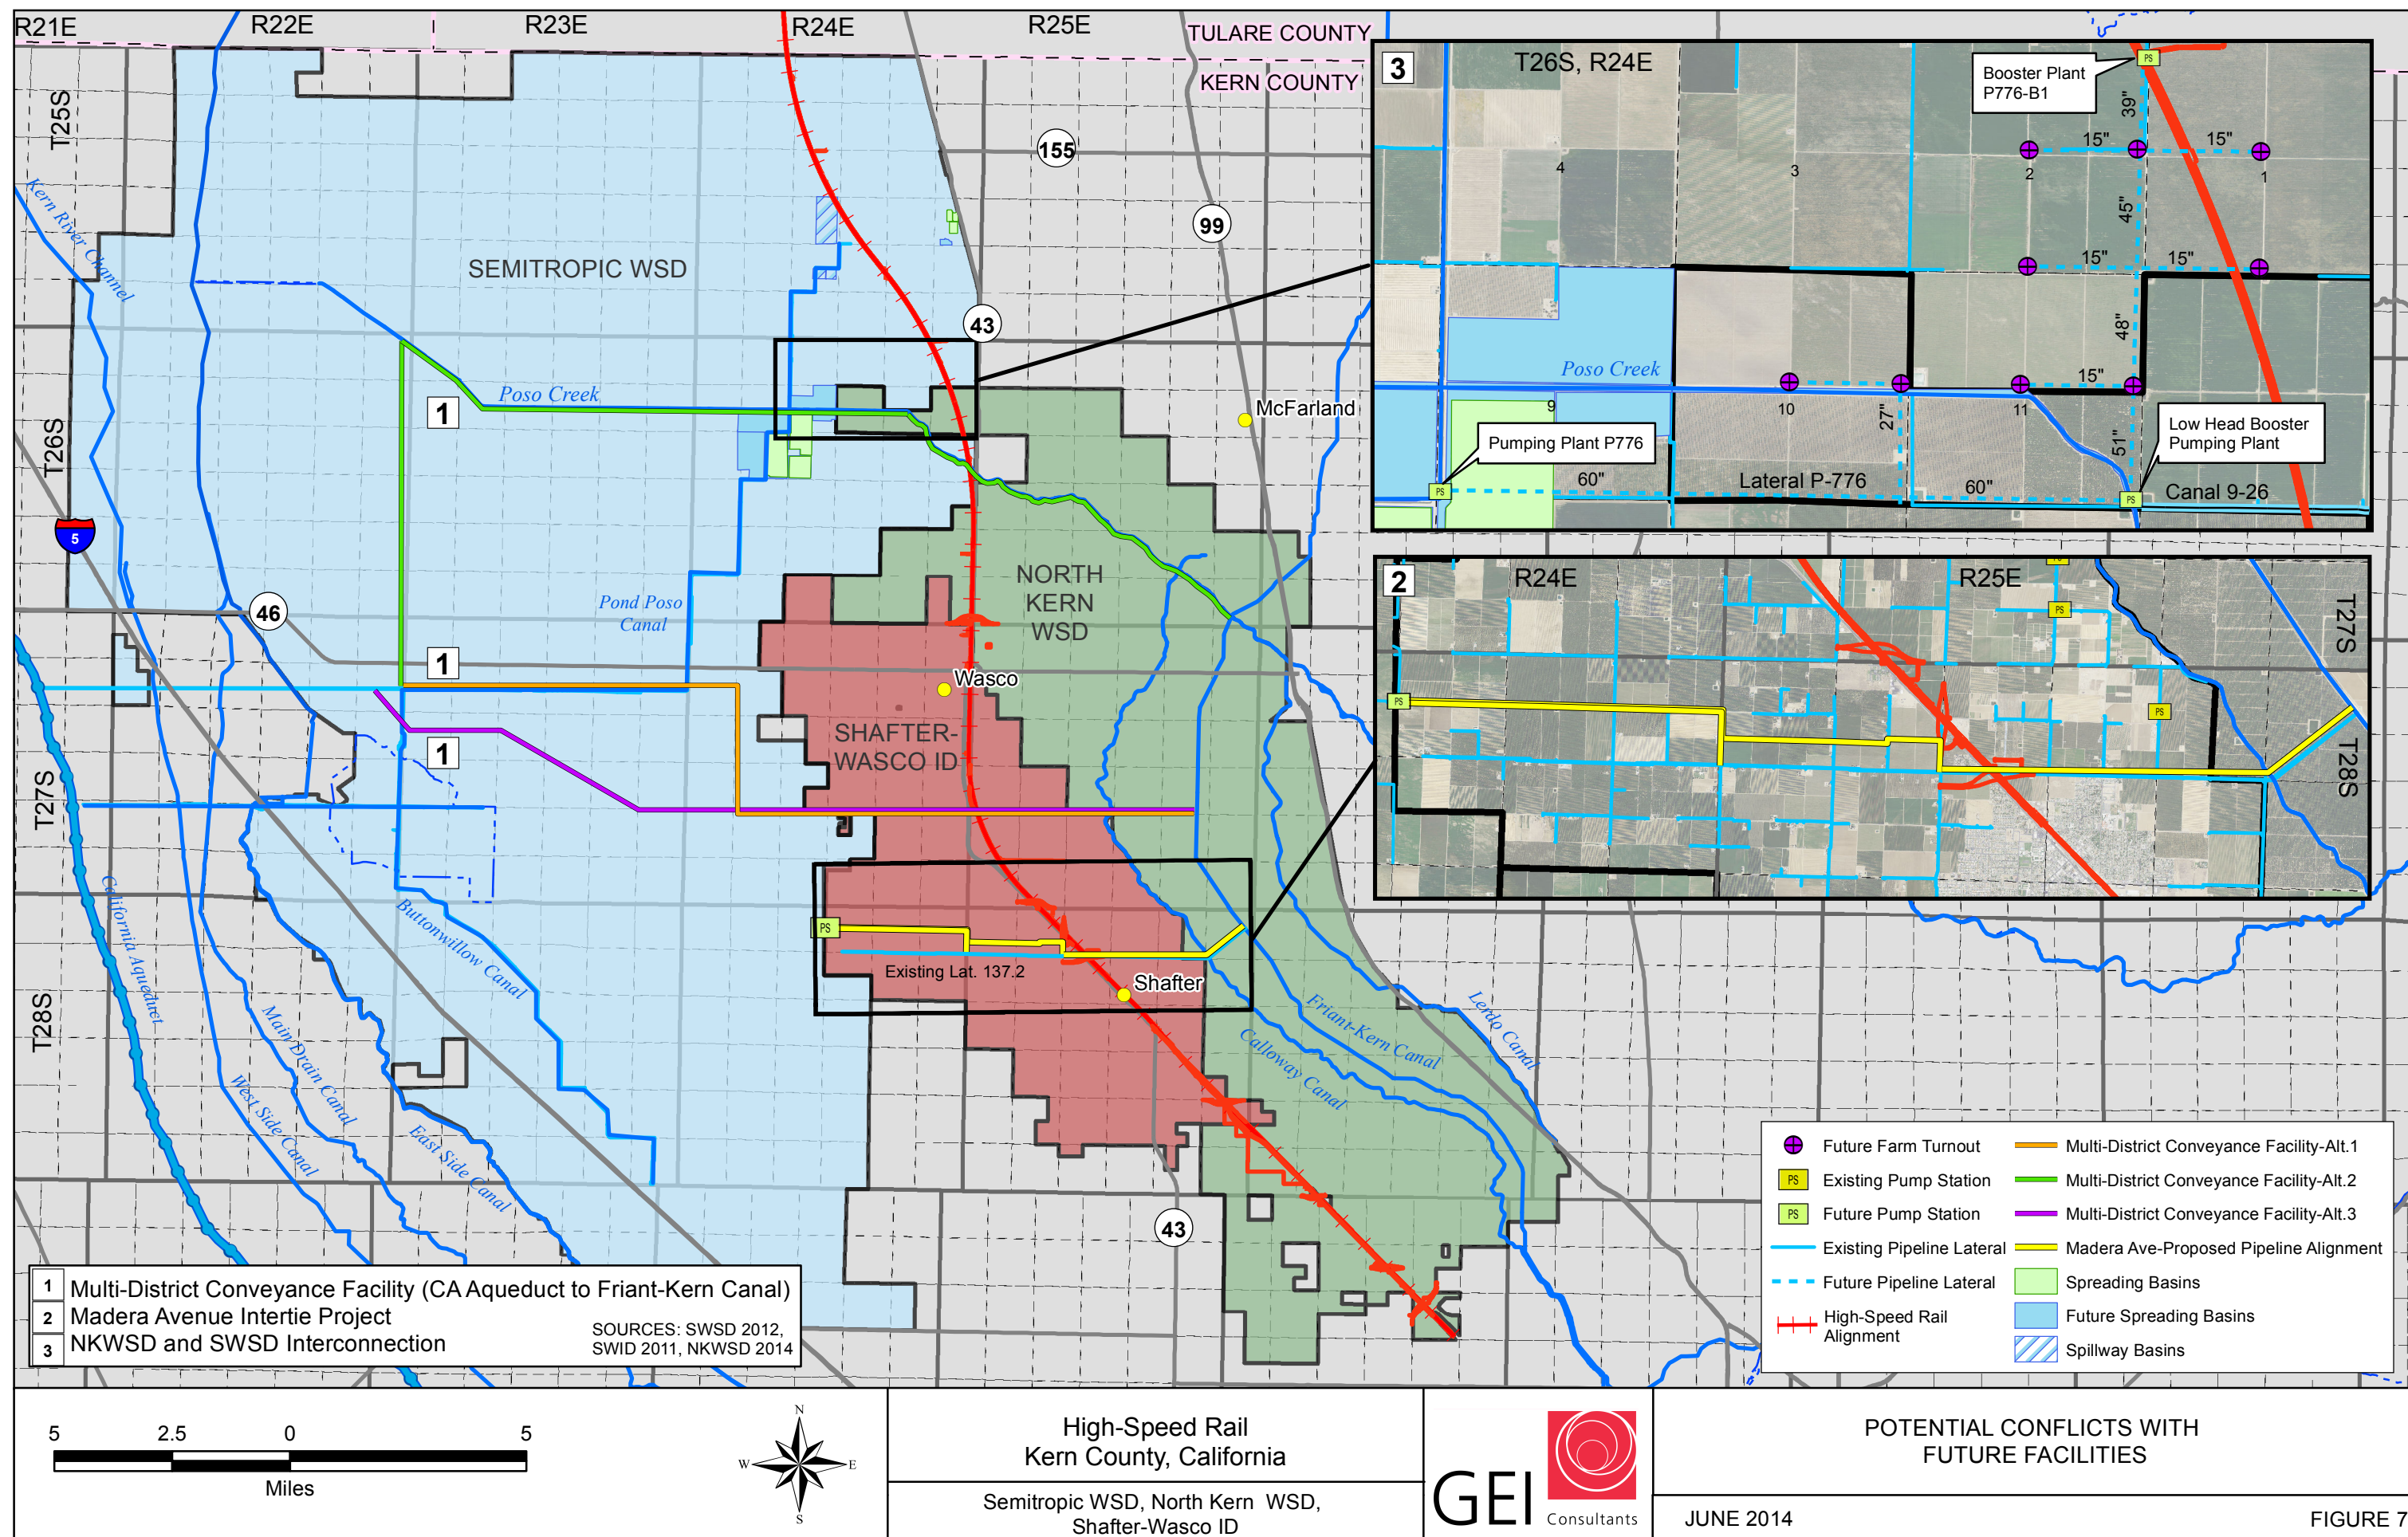 R21E
R22E
R23E
R24E
R25E
TULARE COUNTY
KERN COUNTY
T25S
T26S
T27S
T28S
155
99
43
46
5
43
Kern River Channel
SEMITROPIC WSD
Poso Creek
1
1
1
McFarland
NORTH
KERN
WSD
Pond Poso
Canal
Wasco
SHAFTER-
WASCO ID
PS
Existing Lat. 137.2
Shafter
California Aqueduct
Buttonwillow Canal
Main Drain Canal
West Side Canal
East Side Canal
Friant-Kern Canal
Calloway Canal
Lerdo Canal
3
T26S, R24E
Booster Plant
P776-B1
PS
39"
15"
15"
4
3
2
1
45"
15"
15"
48"
Poso Creek
15"
9
10
11
27"
51"
Low Head Booster
Pumping Plant
Pumping Plant P776
PS
60"
Lateral P-776
60"
PS
Canal 9-26
2
R24E
R25E
PS
PS
PS
PS
T27S
T28S
Future Farm Turnout
PS
Existing Pump Station
PS
Future Pump Station
Existing Pipeline Lateral
Future Pipeline Lateral
High-Speed Rail
Alignment
Multi-District Conveyance Facility-Alt.1
Multi-District Conveyance Facility-Alt.2
Multi-District Conveyance Facility-Alt.3
Madera Ave-Proposed Pipeline Alignment
Spreading Basins
Future Spreading Basins
Spillway Basins
1 Multi-District Conveyance Facility (CA Aqueduct to Friant-Kern Canal)
2 Madera Avenue Intertie Project
3 NKWSD and SWSD Interconnection
SOURCES: SWSD 2012,
SWID 2011, NKWSD 2014
5 2.5 0 5
Miles
N
W
E
S
High-Speed Rail
Kern County, California
Semitropic WSD, North Kern WSD,
Shafter-Wasco ID
GEI
Consultants
POTENTIAL CONFLICTS WITH
FUTURE FACILITIES
JUNE 2014
FIGURE 7